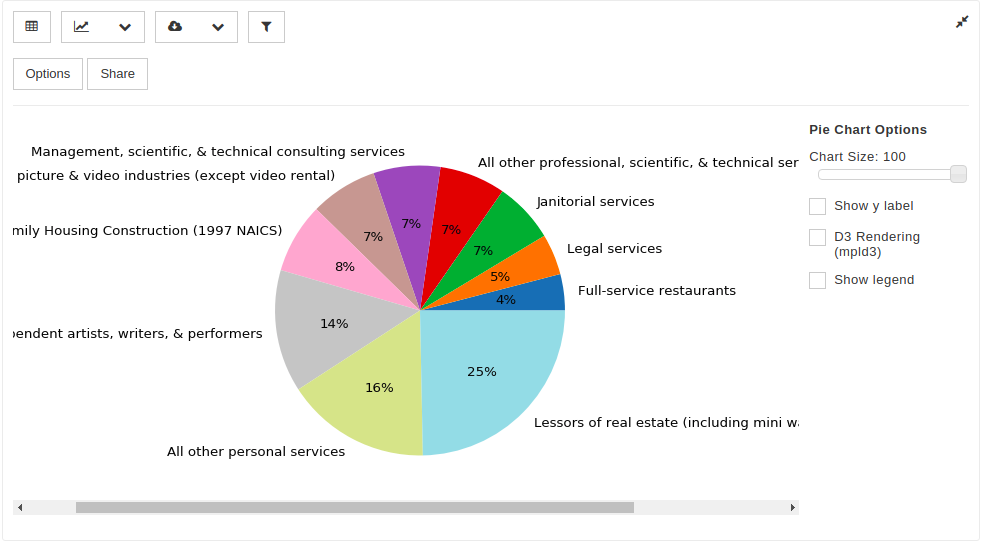 Options
Share
Pie Chart Options
Chart Size: 100
Show y label
D3 Rendering
(mpld3)
Show legend
Management, scientific, & technical consulting services
All other professional, scientific, & technical ser
picture & video industries (except video rental)
Janitorial services
mily Housing Construction (1997 NAICS)
Legal services
Full-service restaurants
pendent artists, writers, & performers
Lessors of real estate (including mini wa
All other personal services
7%
7%
7%
7%
8%
5%
4%
14%
25%
16%